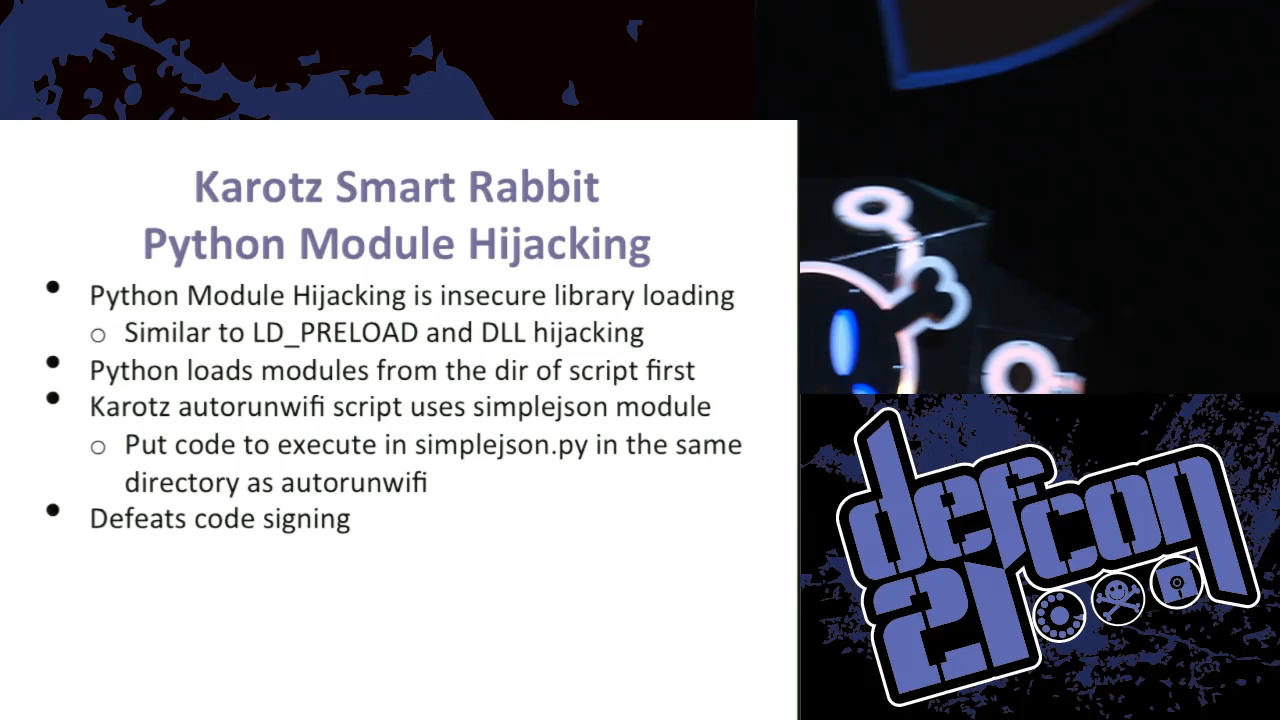 Karotz Smart Rabbit
Python Module Hijacking
• Python Module Hijacking is insecure library loading
o Similar to LD_PRELOAD and DLL hijacking
• Python loads modules from the dir of script first
• Karotz autorunwifi script uses simplejson module
o Put code to execute in simplejson.py in the same
directory as autorunwifi
• Defeats code signing
defcon
21